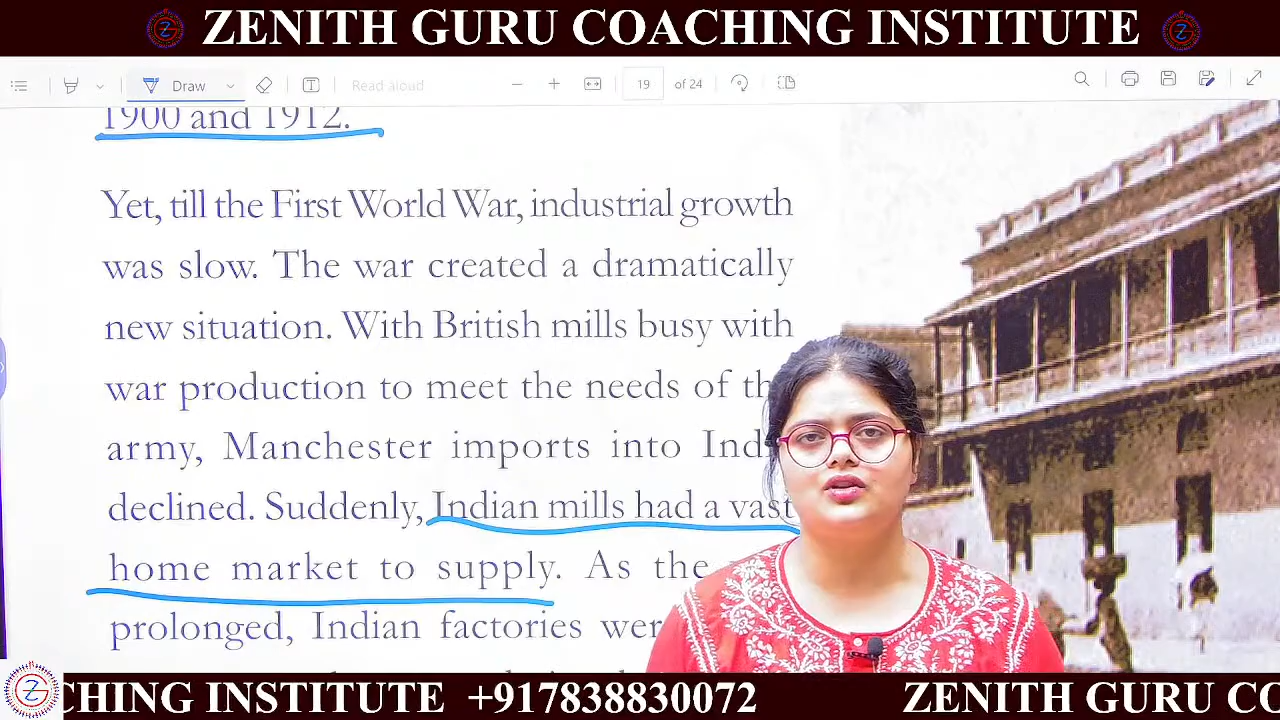 ZENITH GURU COACHING INSTITUTE
Draw
Read aloud
19
of 24
1900 and 1912.
Yet, till the First World War, industrial growth
was slow. The war created a dramatically
new situation. With British mills busy with
war production to meet the needs of
army, Manchester imports into
declined. Suddenly, Indian mills had a vast
home market to supply. As the
prolonged, Indian factories
CHING INSTITUTE +917838830072 ZENITH GURU CO